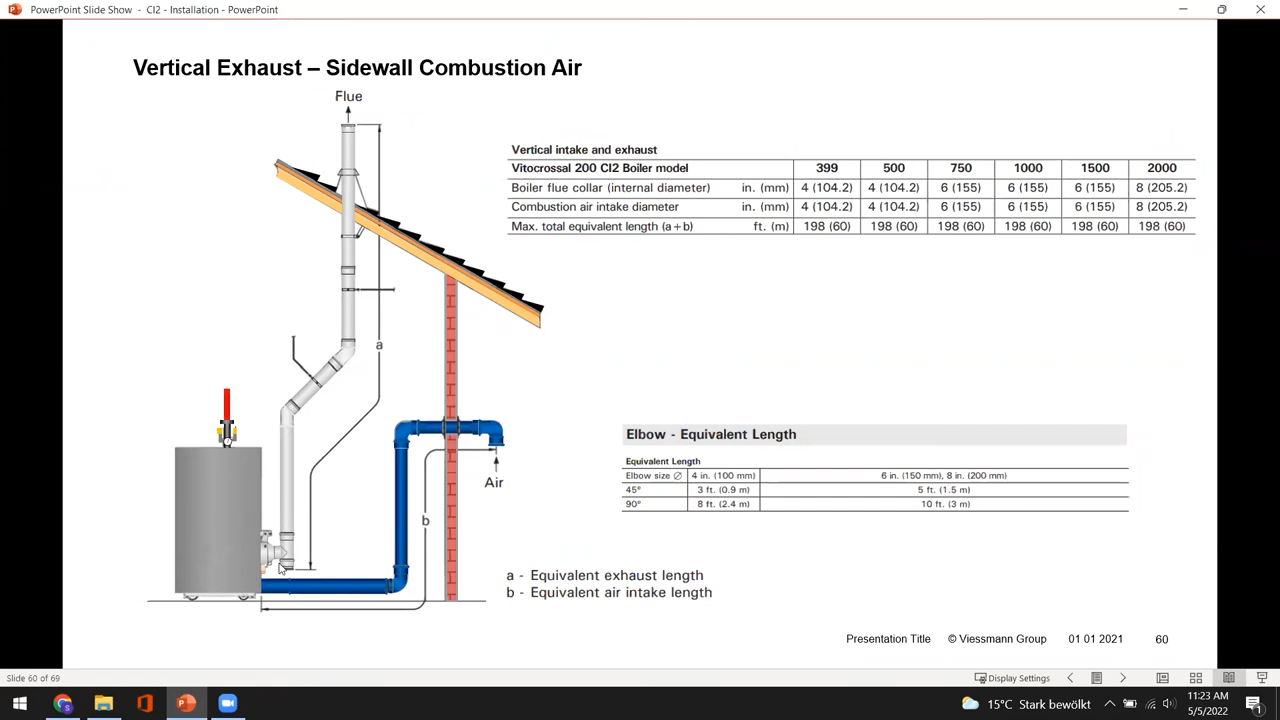 PowerPoint Slide Show - CI2 - Installation - PowerPoint
Vertical Exhaust – Sidewall Combustion Air
Flue
Vertical intake and exhaust
Vitocrossal 200 CI2 Boiler model 399 500 750 1000 1500 2000
Boiler flue collar (internal diameter) in. (mm) 4 (104.2) 4 (104.2) 6 (155) 6 (155) 6 (155) 8 (205.2)
Combustion air intake diameter in. (mm) 4 (104.2) 4 (104.2) 6 (155) 6 (155) 6 (155) 8 (205.2)
Max. total equivalent length (a+b) ft. (m) 198 (60) 198 (60) 198 (60) 198 (60) 198 (60) 198 (60)
a
Air
b
Elbow - Equivalent Length
Equivalent Length
Elbow size ∅ 4 in. (100 mm) 6 in. (150 mm), 8 in. (200 mm)
45° 3 ft. (0.9 m) 5 ft. (1.5 m)
90° 8 ft. (2.4 m) 10 ft. (3 m)
a - Equivalent exhaust length
b - Equivalent air intake length
Presentation Title © Viessmann Group 01 01 2021 60
Slide 60 of 69
Display Settings
15°C Stark bewölkt
11:23 AM
5/5/2022
1